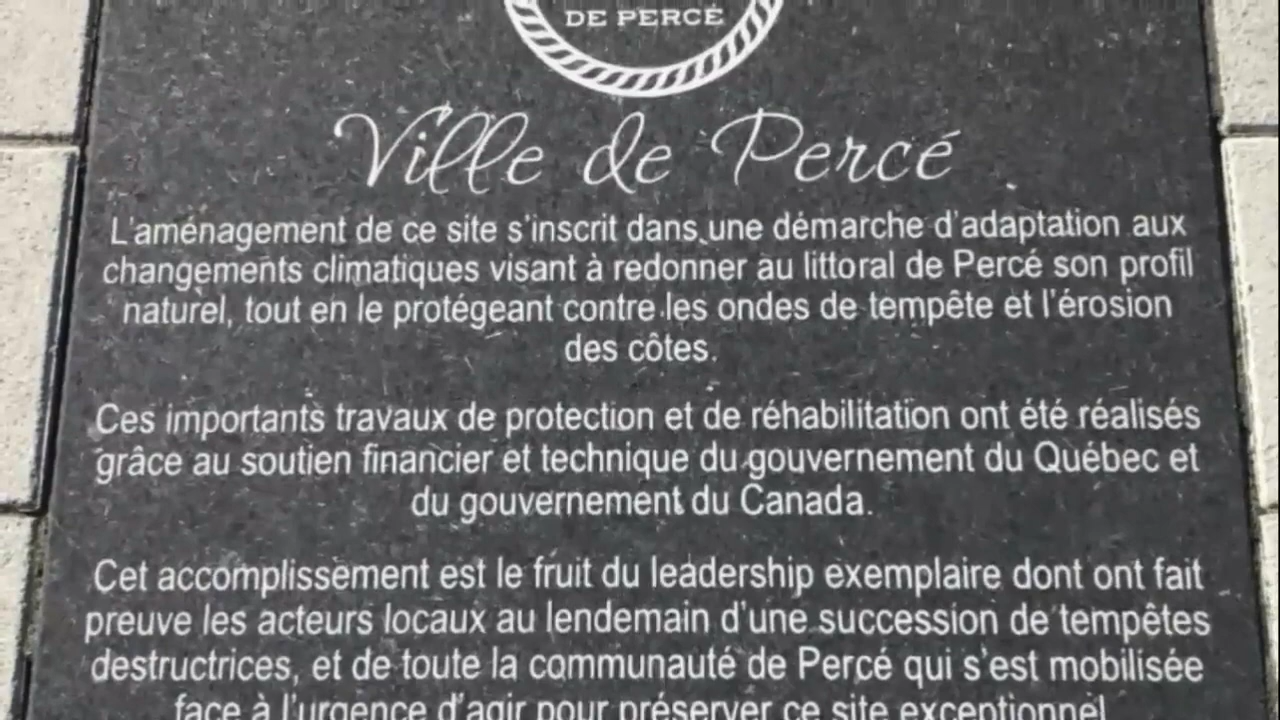 DE PERCÉ
Ville de Percé
L'aménagement de ce site s'inscrit dans une démarche d'adaptation aux
changements climatiques visant à redonner au littoral de Percé son profil
naturel, tout en le protégeant contre les ondes de tempête et l'érosion
des côtes.
Ces importants travaux de protection et de réhabilitation ont été réalisés
grâce au soutien financier et technique du gouvernement du Québec et
du gouvernement du Canada.
Cet accomplissement est le fruit du leadership exemplaire dont ont fait
preuve les acteurs locaux au lendemain d'une succession de tempêtes
destructrices, et de toute la communauté de Percé qui s'est mobilisée
face à l'urgence d'agir pour préserver ce site exceptionnel